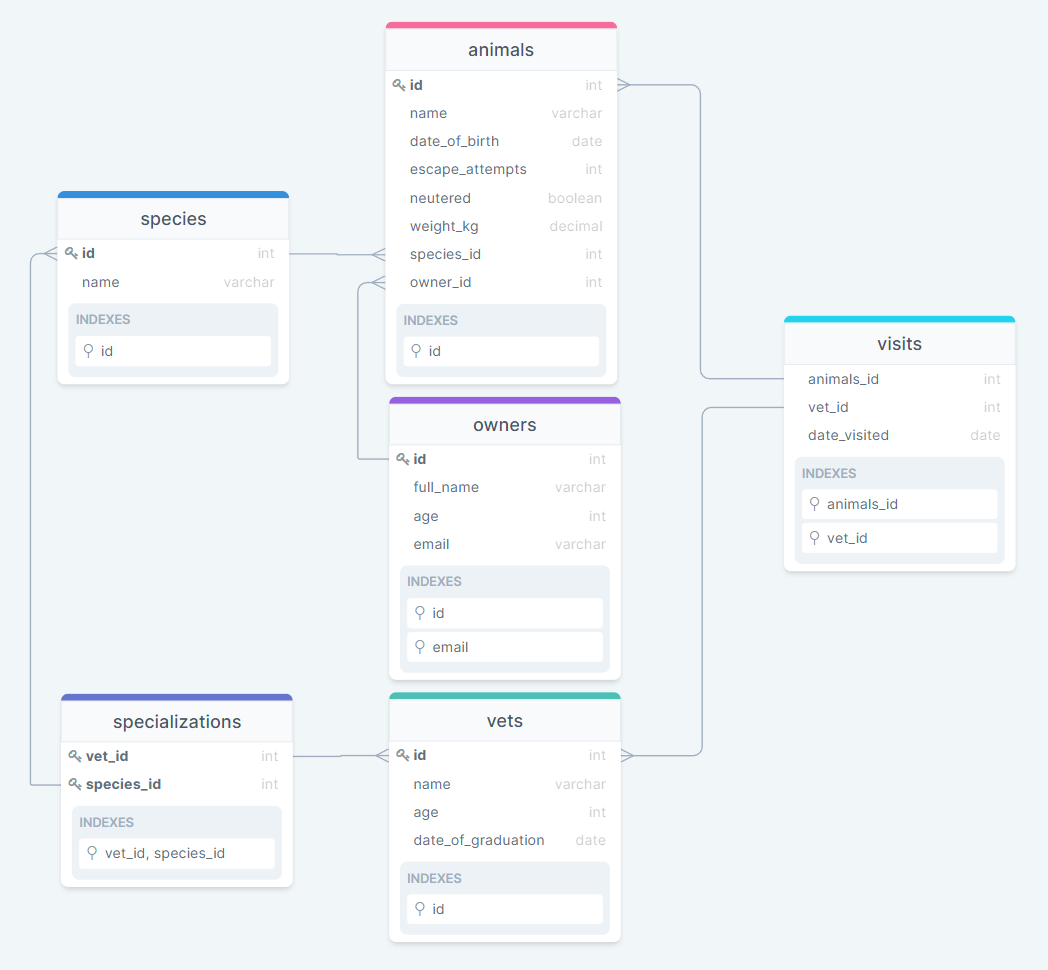 animals
id int
name varchar
date_of_birth date
escape_attempts int
neutered boolean
weight_kg decimal
species_id int
owner_id int
INDEXES
id
species
id int
name varchar
INDEXES
id
visits
animals_id int
vet_id int
date_visited date
INDEXES
animals_id
vet_id
owners
id int
full_name varchar
age int
email varchar
INDEXES
id
email
specializations
vet_id int
species_id int
INDEXES
vet_id, species_id
vets
id int
name varchar
age int
date_of_graduation date
INDEXES
id